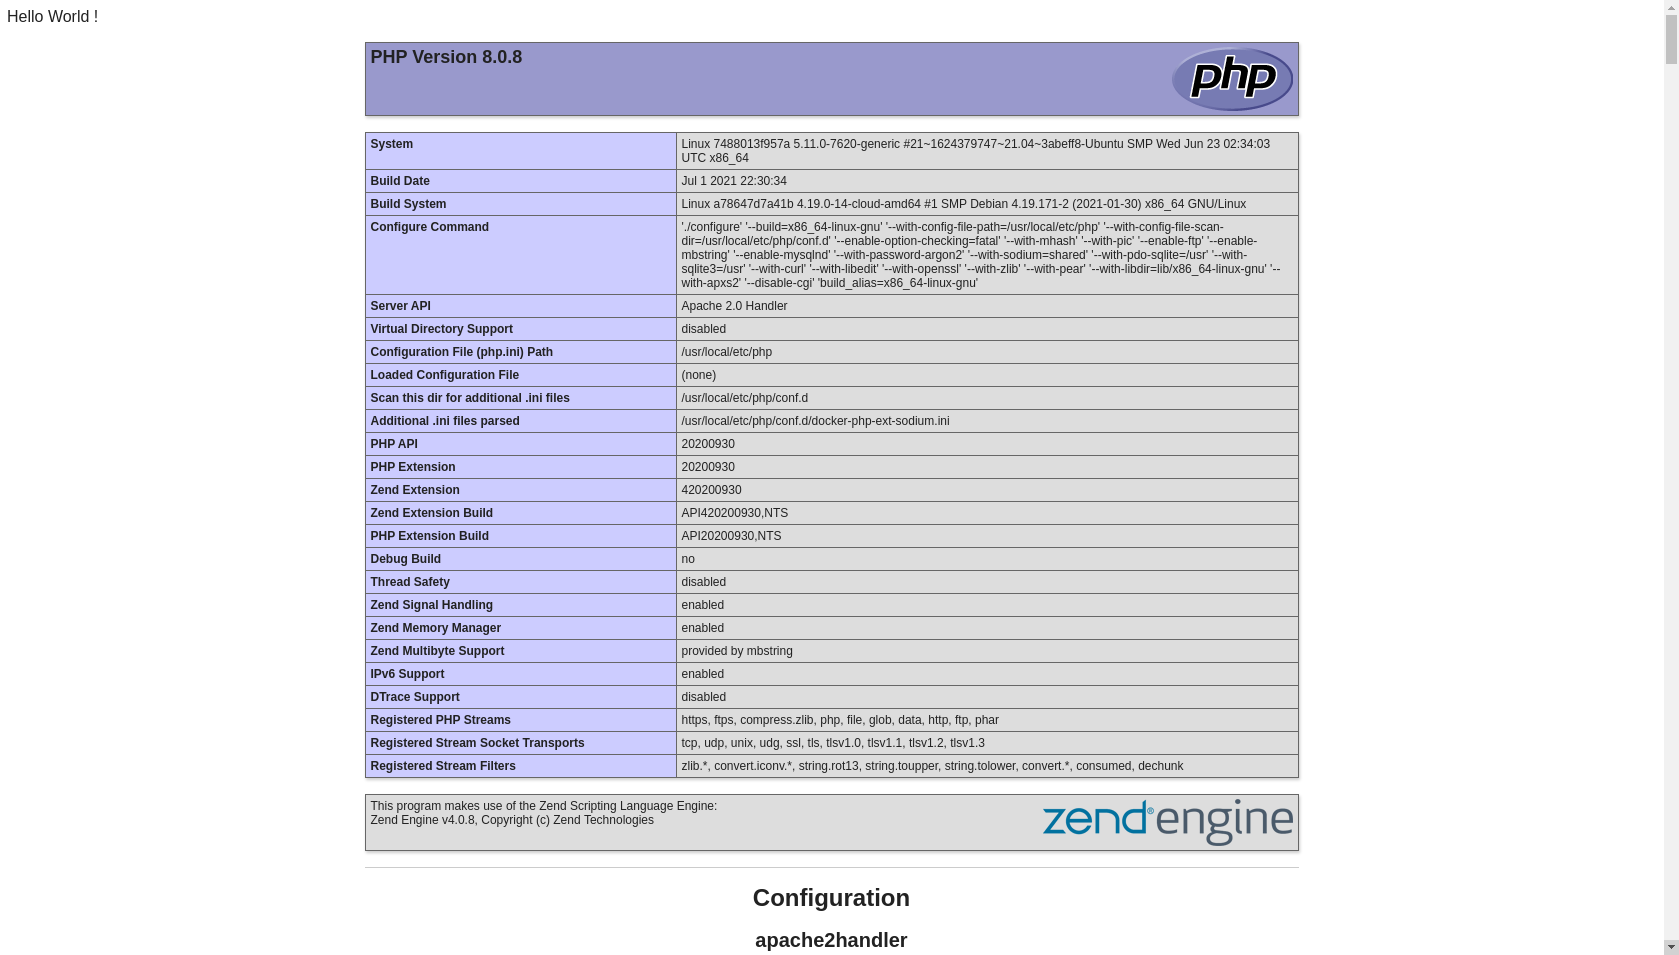 Hello World !
PHP Version 8.0.8
php
System
Linux 7488013f957a 5.11.0-7620-generic #21~1624379747~21.04~3abeff8-Ubuntu SMP Wed Jun 23 02:34:03
UTC x86_64
Build Date
Jul 1 2021 22:30:34
Build System
Linux a78647d7a41b 4.19.0-14-cloud-amd64 #1 SMP Debian 4.19.171-2 (2021-01-30) x86_64 GNU/Linux
Configure Command
'./configure' '--build=x86_64-linux-gnu' '--with-config-file-path=/usr/local/etc/php' '--with-config-file-scan-
dir=/usr/local/etc/php/conf.d' '--enable-option-checking=fatal' '--with-mhash' '--with-pic' '--enable-ftp' '--enable-
mbstring' '--enable-mysqlnd' '--with-password-argon2' '--with-sodium=shared' '--with-pdo-sqlite=/usr' '--with-
sqlite3=/usr' '--with-curl' '--with-libedit' '--with-openssl' '--with-zlib' '--with-pear' '--with-libdir=lib/x86_64-linux-gnu' '--
with-apxs2' '--disable-cgi' 'build_alias=x86_64-linux-gnu'
Server API
Apache 2.0 Handler
Virtual Directory Support
disabled
Configuration File (php.ini) Path
/usr/local/etc/php
Loaded Configuration File
(none)
Scan this dir for additional .ini files
/usr/local/etc/php/conf.d
Additional .ini files parsed
/usr/local/etc/php/conf.d/docker-php-ext-sodium.ini
PHP API
20200930
PHP Extension
20200930
Zend Extension
420200930
Zend Extension Build
API420200930,NTS
PHP Extension Build
API20200930,NTS
Debug Build
no
Thread Safety
disabled
Zend Signal Handling
enabled
Zend Memory Manager
enabled
Zend Multibyte Support
provided by mbstring
IPv6 Support
enabled
DTrace Support
disabled
Registered PHP Streams
https, ftps, compress.zlib, php, file, glob, data, http, ftp, phar
Registered Stream Socket Transports
tcp, udp, unix, udg, ssl, tls, tlsv1.0, tlsv1.1, tlsv1.2, tlsv1.3
Registered Stream Filters
zlib.*, convert.iconv.*, string.rot13, string.toupper, string.tolower, convert.*, consumed, dechunk
This program makes use of the Zend Scripting Language Engine:
Zend Engine v4.0.8, Copyright (c) Zend Technologies
zend®engine
Configuration
apache2handler